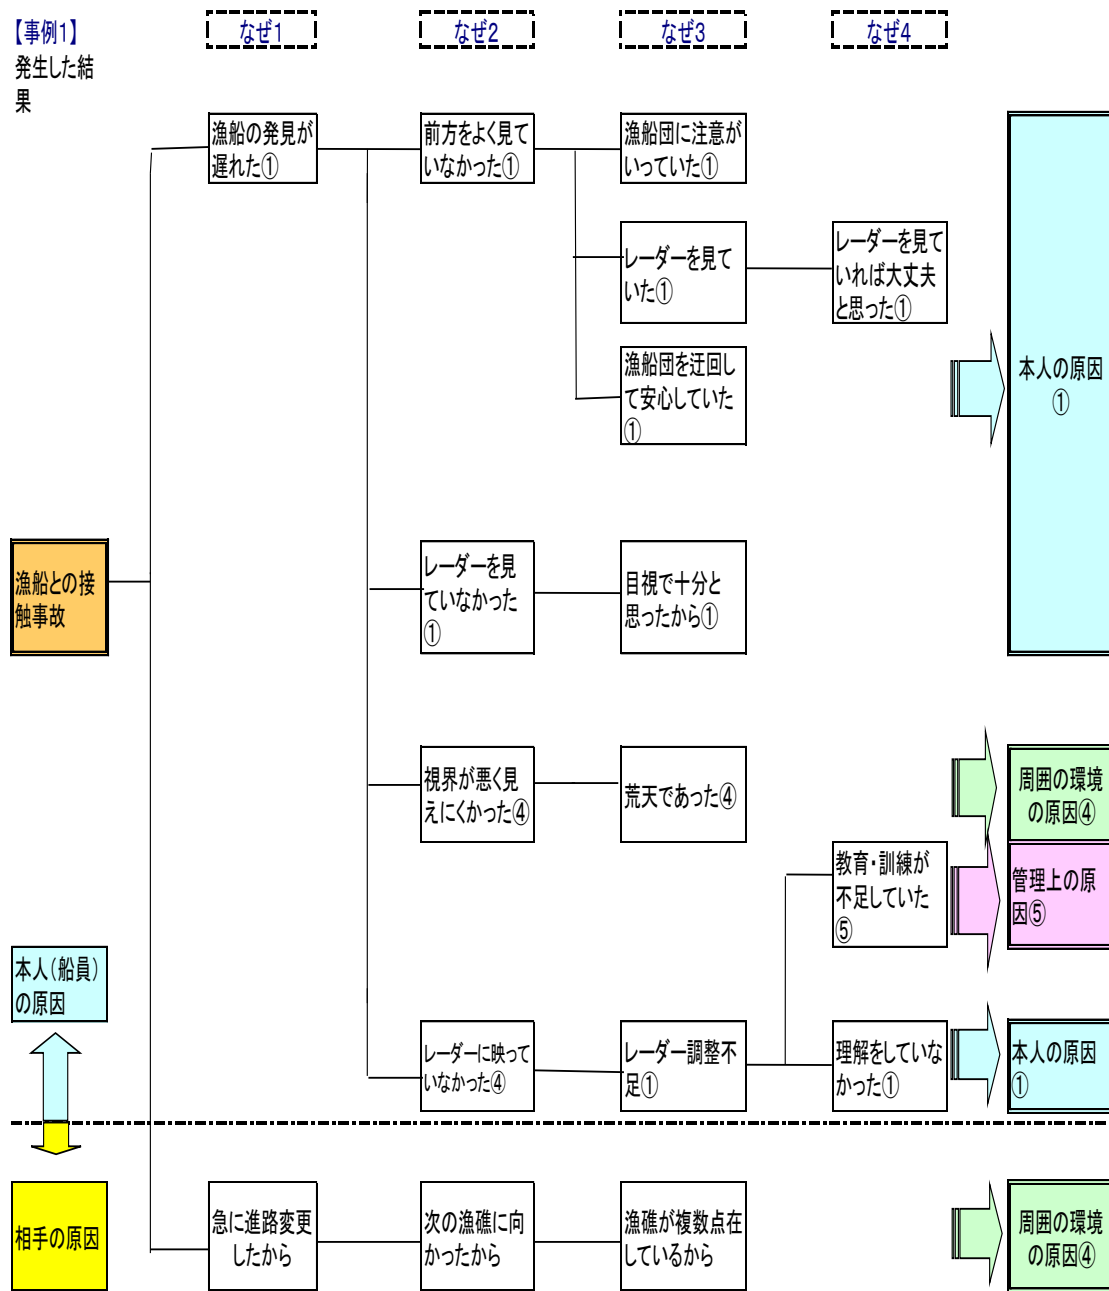 【事例1】
発生した結
果
なぜ1
なぜ2
なぜ3
なぜ4
漁船の発見が
遅れた①
前方をよく見て
いなかった①
漁船団に注意が
いっていた①
レーダーを見て
いた①
レーダーを見て
いれば大丈夫
と思った①
漁船団を迂回し
て安心していた
①
本人の原因
①
漁船との接
触事故
レーダーを見
ていなかった
①
目視で十分と
思ったから①
視界が悪く見
えにくかった④
荒天であった④
周囲の環境
の原因④
教育・訓練が
不足していた
⑤
管理上の原
因⑤
本人（船員）
の原因
レーダーに映って
いなかった④
レーダー調整不
足①
理解をしていな
かった①
本人の原因
①
相手の原因
急に進路変更
したから
次の漁礁に向
かったから
漁礁が複数点在
しているから
周囲の環境
の原因④